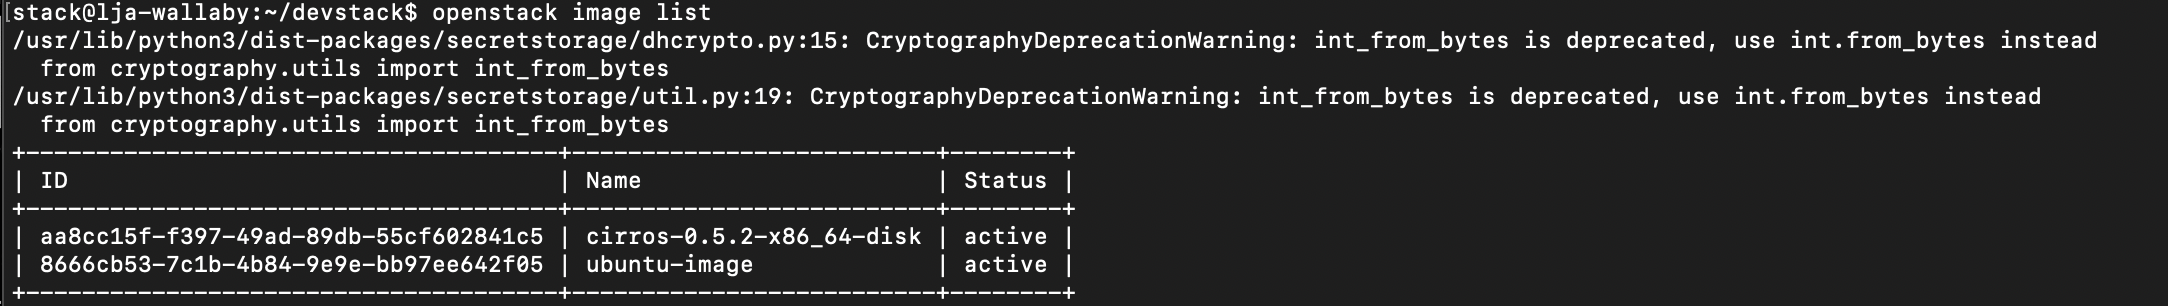 [stack@lja-wallaby:~/devstack$ openstack image list
/usr/lib/python3/dist-packages/secretstorage/dhcrypto.py:15: CryptographyDeprecationWarning: int_from_bytes is deprecated, use int.from_bytes instead
  from cryptography.utils import int_from_bytes
/usr/lib/python3/dist-packages/secretstorage/util.py:19: CryptographyDeprecationWarning: int_from_bytes is deprecated, use int.from_bytes instead
  from cryptography.utils import int_from_bytes
+--------------------------------------+--------------------------+--------+
| ID                                   | Name                     | Status |
+--------------------------------------+--------------------------+--------+
| aa8cc15f-f397-49ad-89db-55cf602841c5 | cirros-0.5.2-x86_64-disk | active |
| 8666cb53-7c1b-4b84-9e9e-bb97ee642f05 | ubuntu-image             | active |
+--------------------------------------+--------------------------+--------+